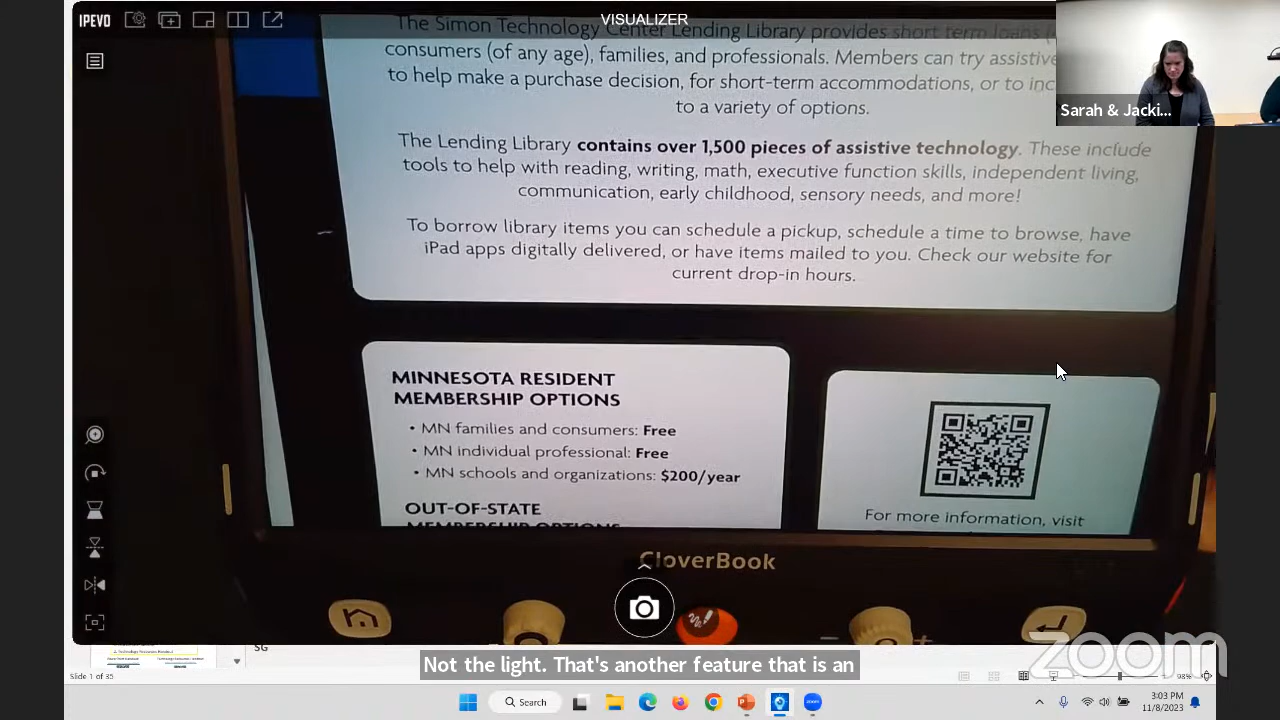 IPEVO
VISUALIZER
The Simon Technology Center Lending Library provides short term loans
consumers (of any age), families, and professionals. Members can try assistive
to help make a purchase decision, for short-term accommodations, or to
to a variety of options.
The Lending Library contains over 1,500 pieces of assistive technology. These include
tools to help with reading, writing, math, executive function skills, independent living,
communication, early childhood, sensory needs, and more!
To borrow library items you can schedule a pickup, schedule a time to browse, have
iPad apps digitally delivered, or have items mailed to you. Check our website for
current drop-in hours.
MINNESOTA RESIDENT
MEMBERSHIP OPTIONS
• MN families and consumers: Free
• MN individual professional: Free
• MN schools and organizations: $200/year
OUT-OF-STATE
MEMBERSHIP OPTIONS
For more information, visit
CloverBook
Sarah & Jacki...
SG
Not the light. That's another feature that is an
zoom
Slide 1 of 35
98%
Search
3:03 PM
11/8/2023